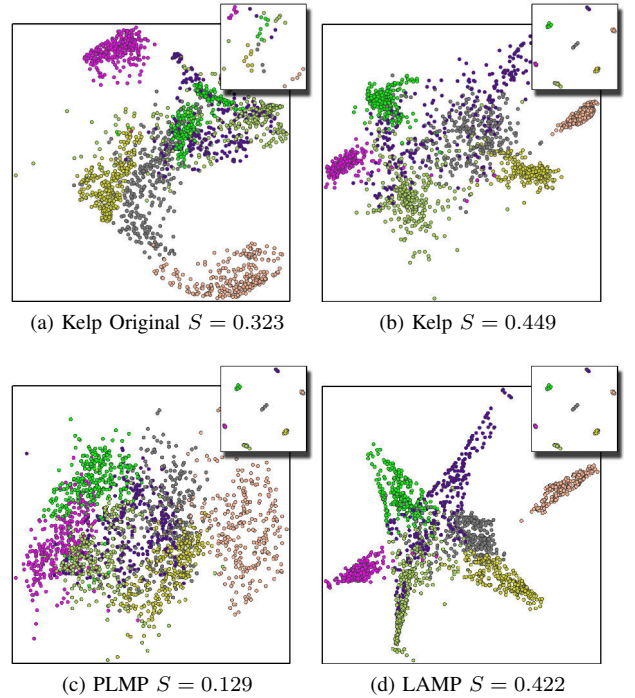 (a) Kelp Original S = 0.323
(b) Kelp S = 0.449
(c) PLMP S = 0.129
(d) LAMP S = 0.422